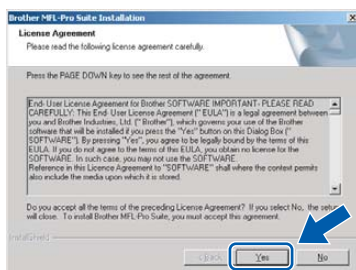 Brother MFL-Pro Suite Installation
License Agreement
Please read the following license agreement carefully.
Press the PAGE DOWN key to see the rest of the agreement.
End- User License Agreement for Brother SOFTWARE IMPORTANT- PLEASE READ
CAREFULLY: This End- User License Agreement ("EULA") is a legal agreement between
you and Brother Industries, Ltd. ("Brother"), which governs your use of the Brother
software that will be installed if you press the "Yes" button on this Dialog Box ("
SOFTWARE"). By pressing "Yes", you agree to be legally bound by the terms of this
EULA. If you do not agree to the terms of this EULA, you obtain no license for the
SOFTWARE. In such case, you may not use the SOFTWARE.
Reference in this Licence Agreement to "SOFTWARE" shall where the context permits
also include the media upon which it is stored.
Do you accept all the terms of the preceding License Agreement? If you select No, the setup
will close. To install Brother MFL-Pro Suite, you must accept this agreement.
InstallShield
< Back Yes No